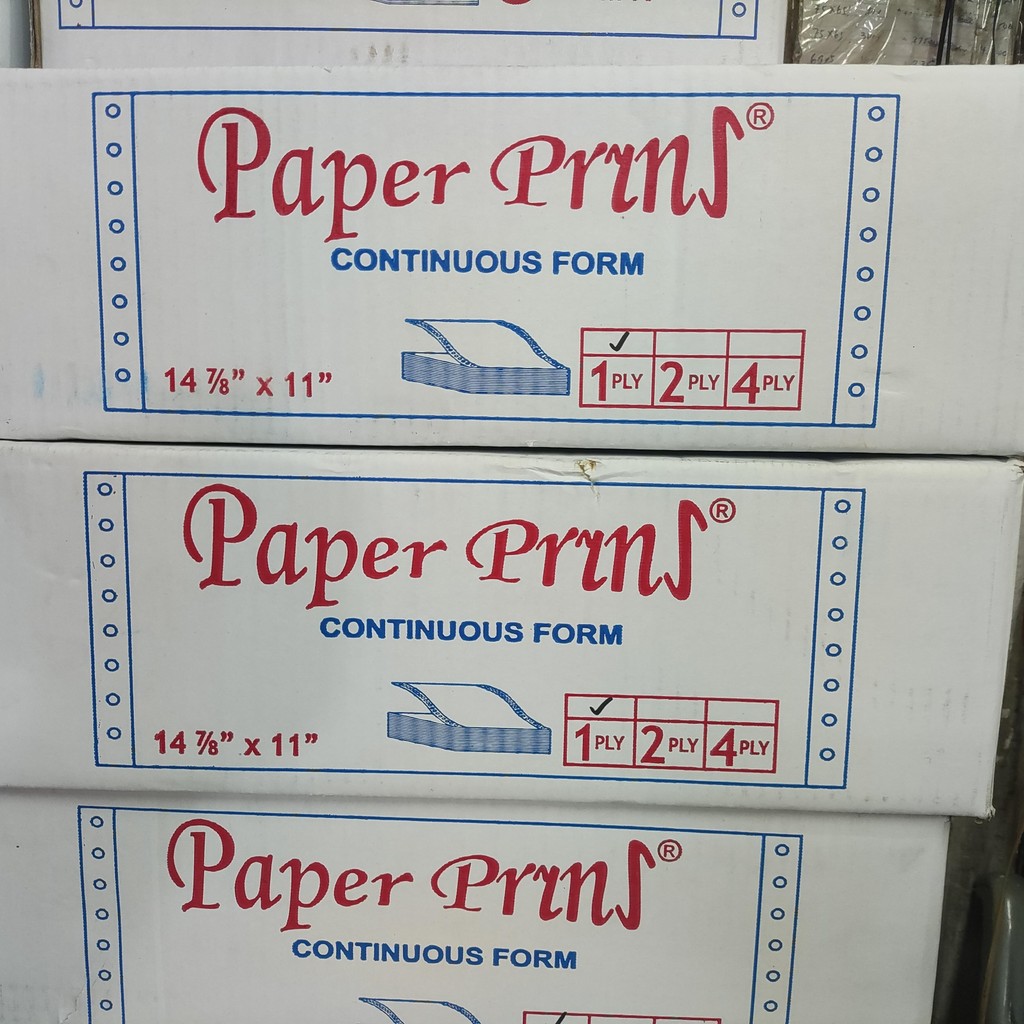 Paper Prins®
CONTINUOUS FORM
✓
1 PLY 2 PLY 4 PLY
14 ⅞” x 11”
Paper Prins®
CONTINUOUS FORM
✓
1 PLY 2 PLY 4 PLY
14 ⅞” x 11”
Paper Prins®
CONTINUOUS FORM